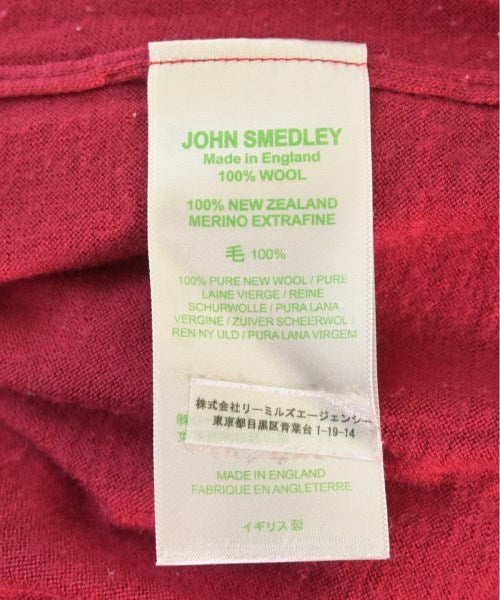 JOHN SMEDLEY
Made in England
100% WOOL
100% NEW ZEALAND
MERINO EXTRAFINE
毛 100%
100% PURE NEW WOOL / PURE
LAINE VIERGE / REINE
SCHURWOLLE / PURA LANA
VERGINE / ZUIVER SCHEERWOL /
REN NY ULD / PURA LANA VIRGEM
株式会社リーミルズエージェンシー
東京都目黒区青葉台 1-19-14
MADE IN ENGLAND
FABRIQUE EN ANGLETERRE
イギリス製